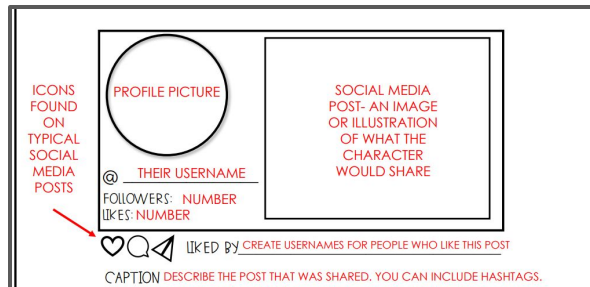 ICONS
FOUND
ON
TYPICAL
SOCIAL
MEDIA
POSTS
PROFILE PICTURE
@ THEIR USERNAME
FOLLOWERS: NUMBER
LIKES: NUMBER
SOCIAL MEDIA
POST- AN IMAGE
OR ILLUSTRATION
OF WHAT THE
CHARACTER
WOULD SHARE
LIKED BY CREATE USERNAMES FOR PEOPLE WHO LIKE THIS POST
CAPTION DESCRIBE THE POST THAT WAS SHARED. YOU CAN INCLUDE HASHTAGS.